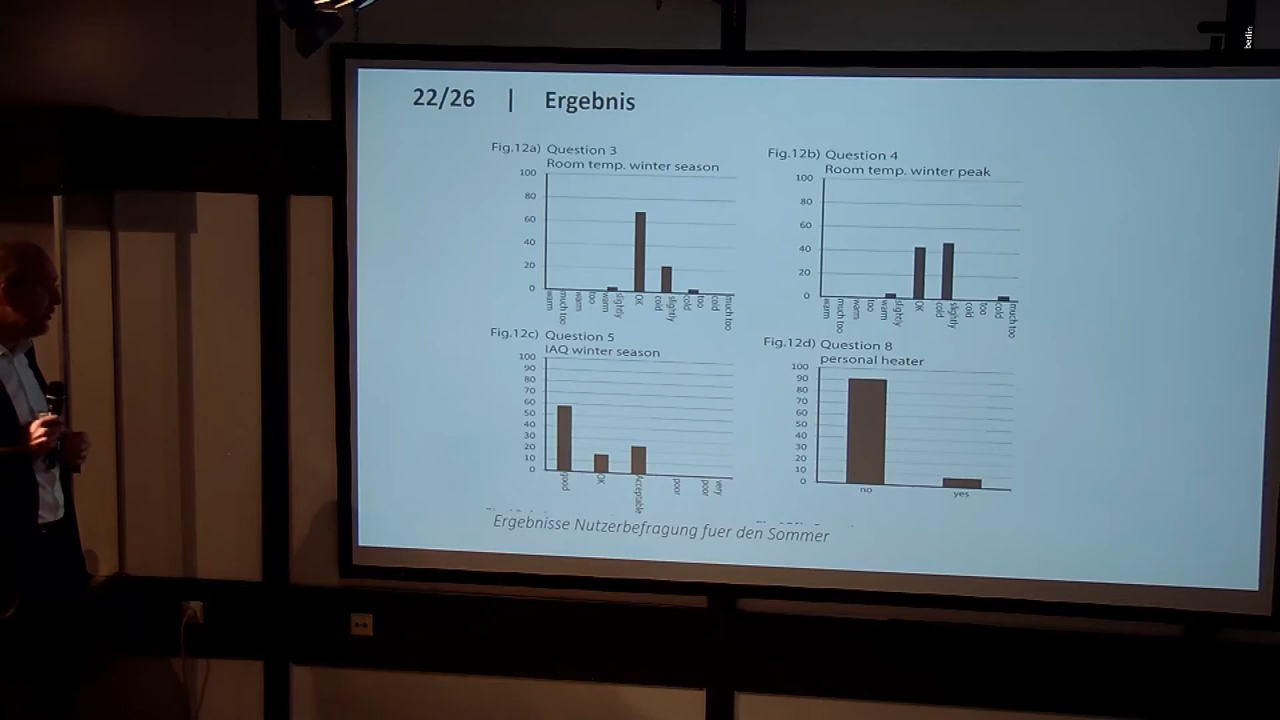 berlin
22/26 | Ergebnis
Fig.12a) Question 3
Room temp. winter season
100
80
60
40
20
0
much too warm
too warm
slightly warm
OK
slightly cold
too cold
much too cold
Fig.12b) Question 4
Room temp. winter peak
100
80
60
40
20
0
much too warm
too warm
slightly warm
OK
slightly cold
too cold
much too cold
Fig.12c) Question 5
IAQ winter season
100
90
80
70
60
50
40
30
20
10
0
good
OK
Acceptable
poor
very poor
Fig.12d) Question 8
personal heater
100
90
80
70
60
50
40
30
20
10
0
no
yes
Ergebnisse Nutzerbefragung fuer den Sommer